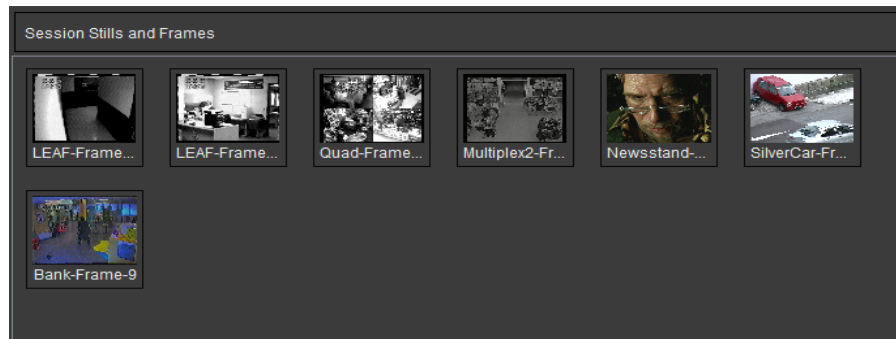 Session Stills and Frames
LEAF-Frame...
LEAF-Frame...
Quad-Frame...
Multiplex2-Fr...
Newsstand-...
SilverCar-Fr...
Bank-Frame-9